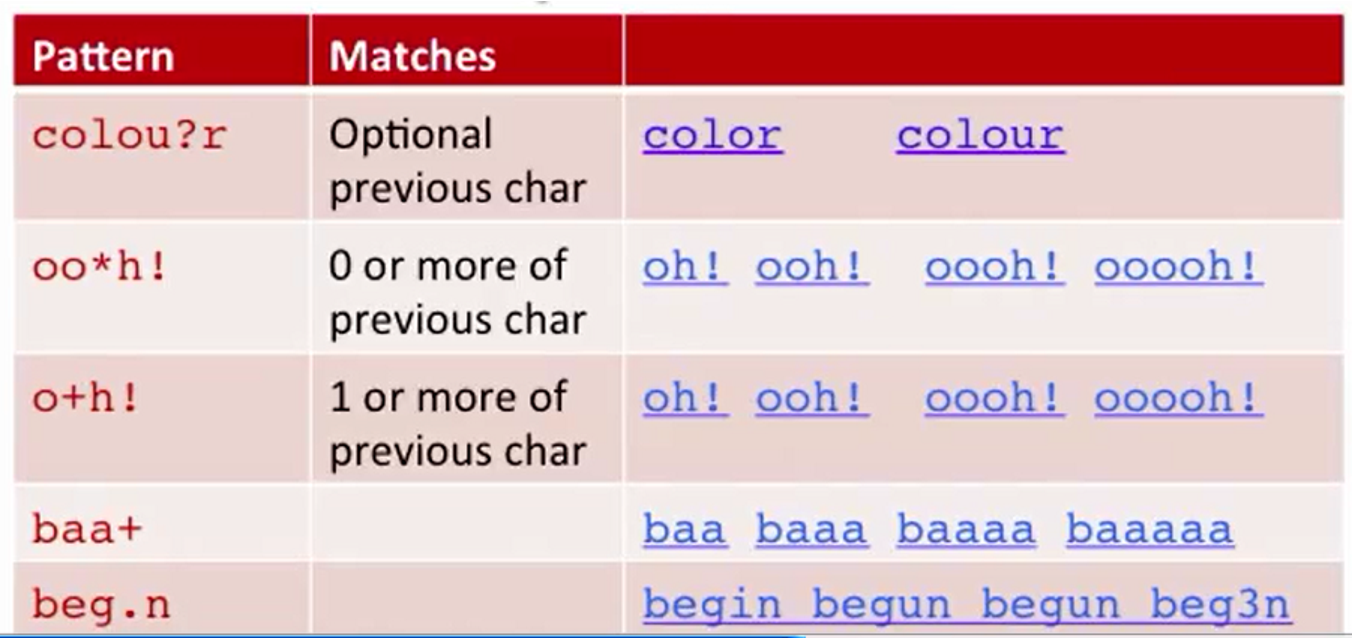 Pattern Matches
colou?r Optional previous char color colour
oo*h! 0 or more of previous char oh! ooh! oooh! ooooh!
o+h! 1 or more of previous char oh! ooh! oooh! ooooh!
baa+ baa baaa baaaa baaaaa
beg.n begin begun begun beg3n